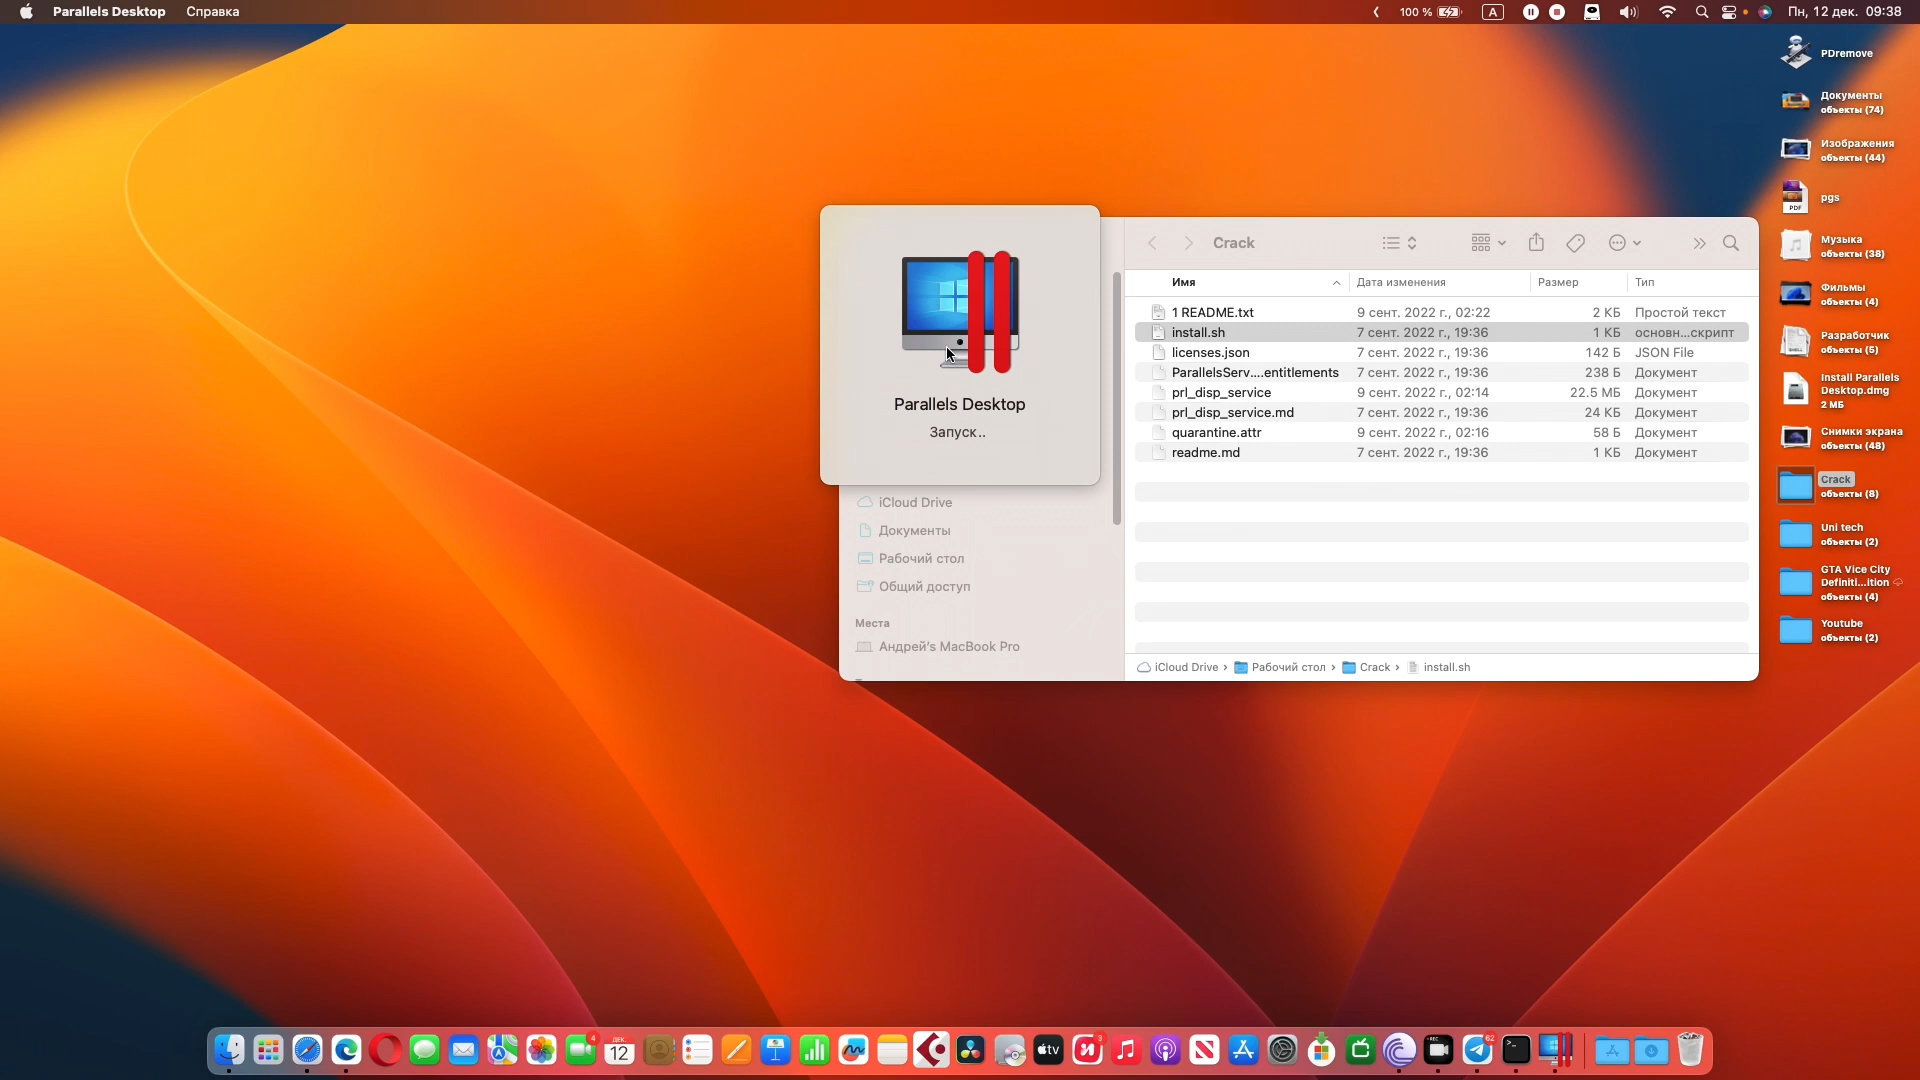 Parallels Desktop Справка
100 % A Пн, 12 дек. 09:38
PDremove
Документы
объекты (74)
Изображения
объекты (44)
PDF
pgs
Музыка
объекты (38)
Фильмы
объекты (4)
Разработчик
объекты (5)
Install Parallels
Desktop.dmg
2 МБ
Снимки экрана
объекты (48)
Crack
объекты (8)
Uni tech
объекты (2)
GTA Vice City
Definiti...ition
объекты (4)
Youtube
объекты (2)
Parallels Desktop
Запуск..
iCloud Drive
Документы
Рабочий стол
Общий доступ
Места
Андрей's MacBook Pro
Crack
Имя Дата изменения Размер Тип
1 README.txt 9 сент. 2022 г., 02:22 2 КБ Простой текст
install.sh 7 сент. 2022 г., 19:36 1 КБ основн...скрипт
licenses.json 7 сент. 2022 г., 19:36 142 Б JSON File
ParallelsServ....entitlements 7 сент. 2022 г., 19:36 238 Б Документ
prl_disp_service 9 сент. 2022 г., 02:14 22.5 МБ Документ
prl_disp_service.md 7 сент. 2022 г., 19:36 24 КБ Документ
quarantine.attr 9 сент. 2022 г., 02:16 58 Б Документ
readme.md 7 сент. 2022 г., 19:36 1 КБ Документ
iCloud Drive › Рабочий стол › Crack › install.sh
4
ДЕК.
12
tv
3
REC
62